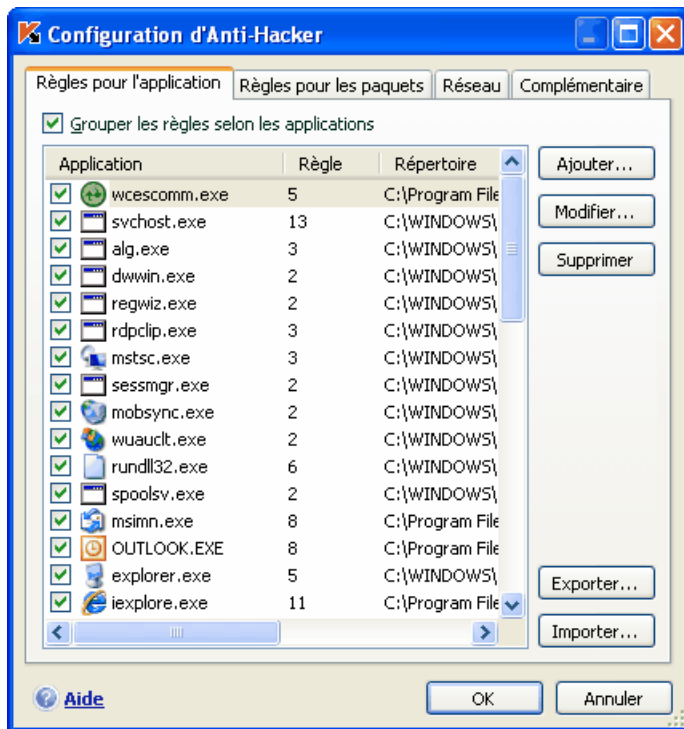 Configuration d'Anti-Hacker
Règles pour l'application Règles pour les paquets Réseau Complémentaire
Grouper les règles selon les applications
Application Règle Répertoire
wcescomm.exe 5 C:\Program File
svchost.exe 13 C:\WINDOWS\
alg.exe 3 C:\WINDOWS\
dwwin.exe 2 C:\WINDOWS\
regwiz.exe 2 C:\WINDOWS\
rdpclip.exe 3 C:\WINDOWS\
mstsc.exe 3 C:\WINDOWS\
sessmgr.exe 2 C:\WINDOWS\
mobsync.exe 2 C:\WINDOWS\
wuauclt.exe 2 C:\WINDOWS\
rundll32.exe 6 C:\WINDOWS\
spoolsv.exe 2 C:\WINDOWS\
msimn.exe 8 C:\Program File
OUTLOOK.EXE 8 C:\Program File
explorer.exe 5 C:\WINDOWS\
iexplore.exe 11 C:\Program File
Ajouter...
Modifier...
Supprimer
Exporter...
Importer...
Aide
OK
Annuler